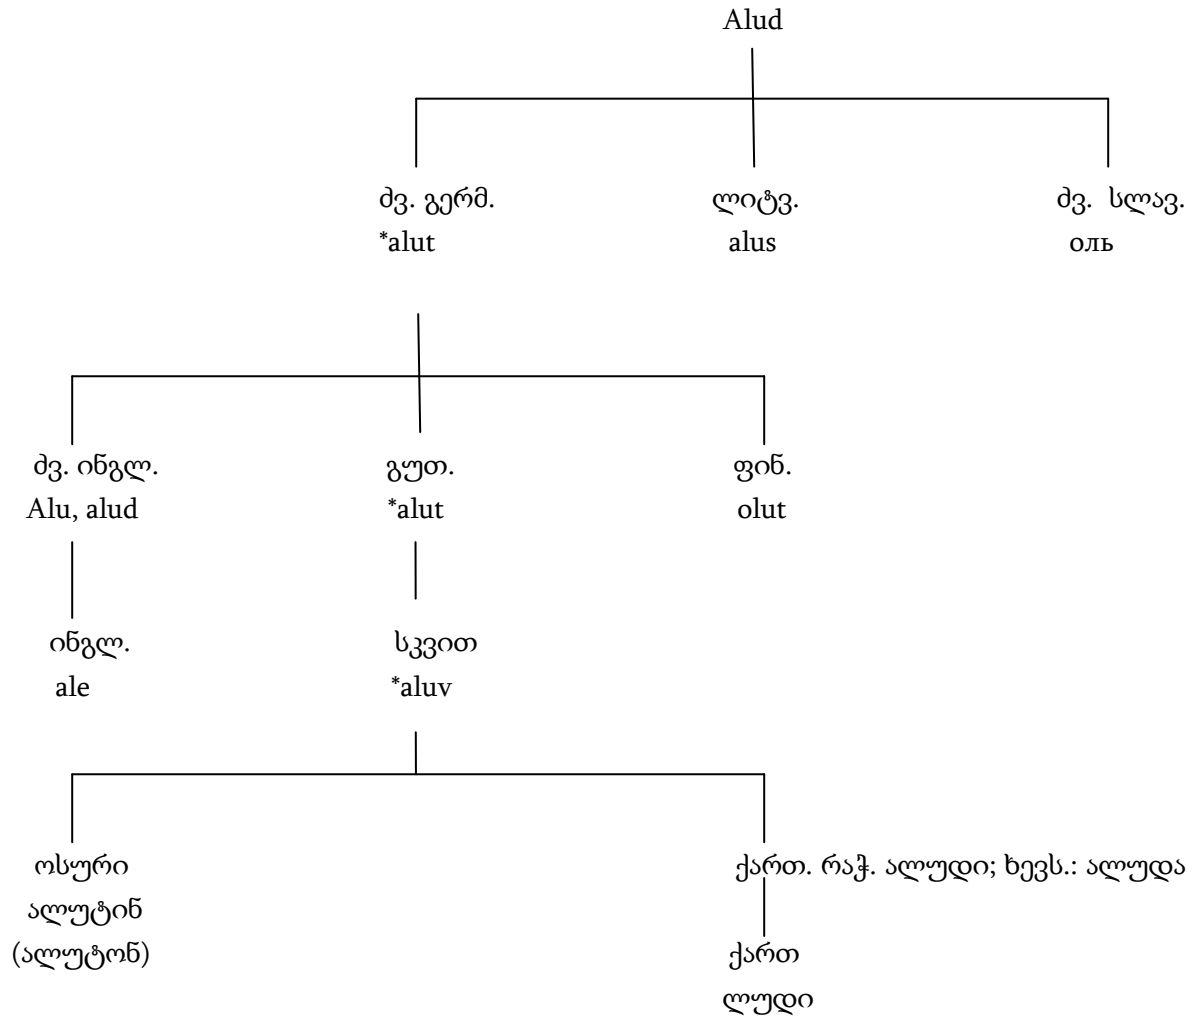 Alud
ძვ. გერმ.
*alut
ლიტვ.
alus
ძვ. სლავ.
оль
ძვ. ინგლ.
Alu, alud
გუთ.
*alut
ფინ.
olut
ინგლ.
ale
სკვით
*aluv
ოსური
ალუტინ
(ალუტონ)
ქართ. რაჭ. ალუდი; ხევს.: ალუდა
ქართ
ლუდი